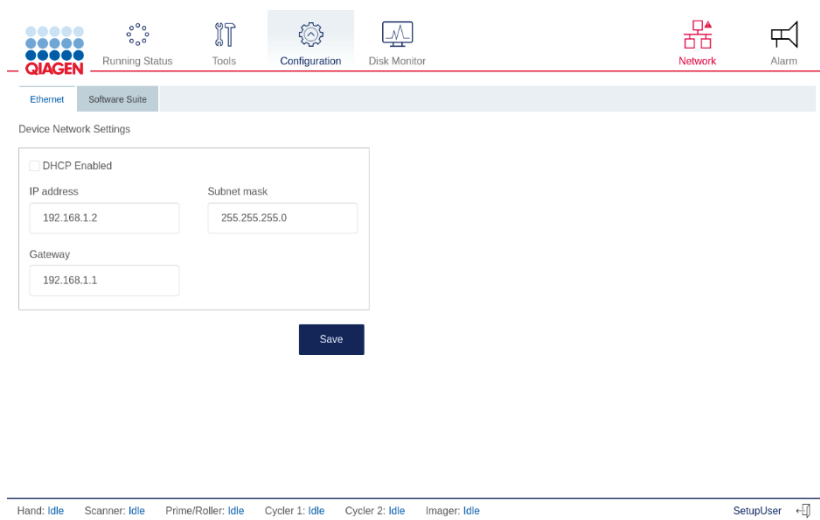 QIAGEN
Running Status Tools Configuration Disk Monitor Network Alarm
Ethernet Software Suite
Device Network Settings
DHCP Enabled
IP address Subnet mask
192.168.1.2 255.255.255.0
Gateway
192.168.1.1
Save
Hand: Idle Scanner: Idle Prime/Roller: Idle Cycler 1: Idle Cycler 2: Idle Imager: Idle SetupUser